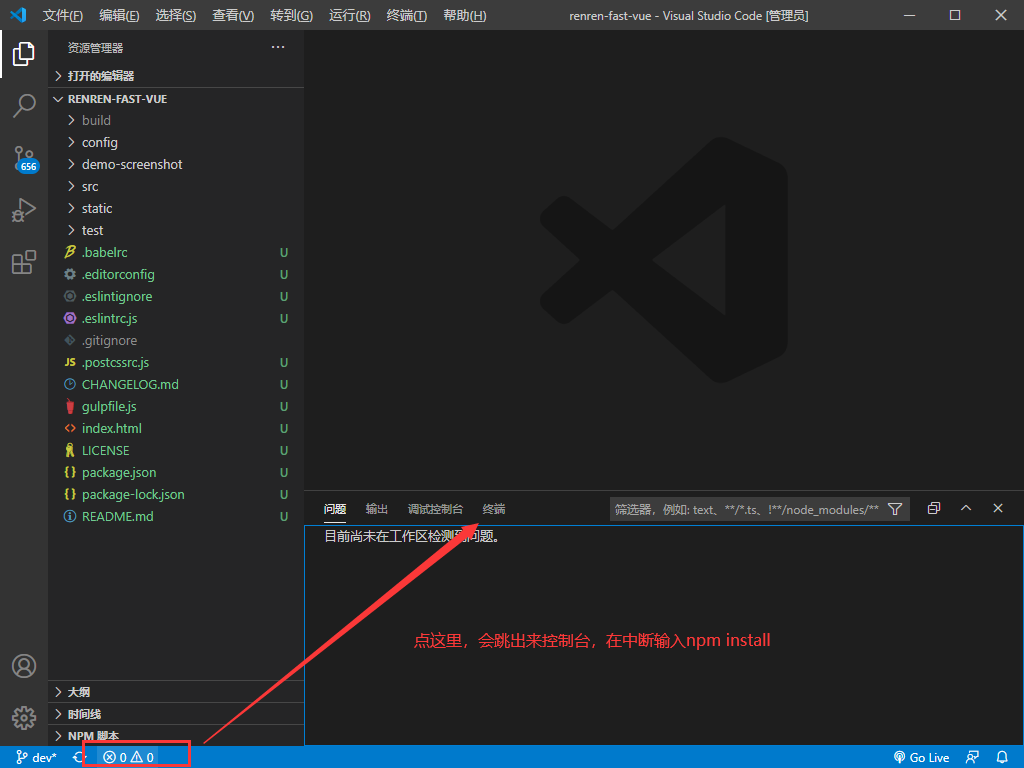 文件(F) 编辑(E) 选择(S) 查看(V) 转到(G) 运行(R) 终端(T) 帮助(H) renren-fast-vue - Visual Studio Code [管理员]
资源管理器 ···
打开的编辑器
RENREN-FAST-VUE
build
config
demo-screenshot
src
static
test
.babelrc U
.editorconfig U
.eslintignore U
.eslintrc.js U
.gitignore
JS .postcssrc.js U
CHANGELOG.md U
gulpfile.js U
index.html U
LICENSE U
package.json U
package-lock.json U
README.md U
656
问题 输出 调试控制台 终端 筛选器，例如: text、**/*.ts、!**/node_modules/**
目前尚未在工作区检测到问题。
点这里，会跳出来控制台，在中断输入npm install
大纲
时间线
NPM 脚本
dev* 0 0 Go Live